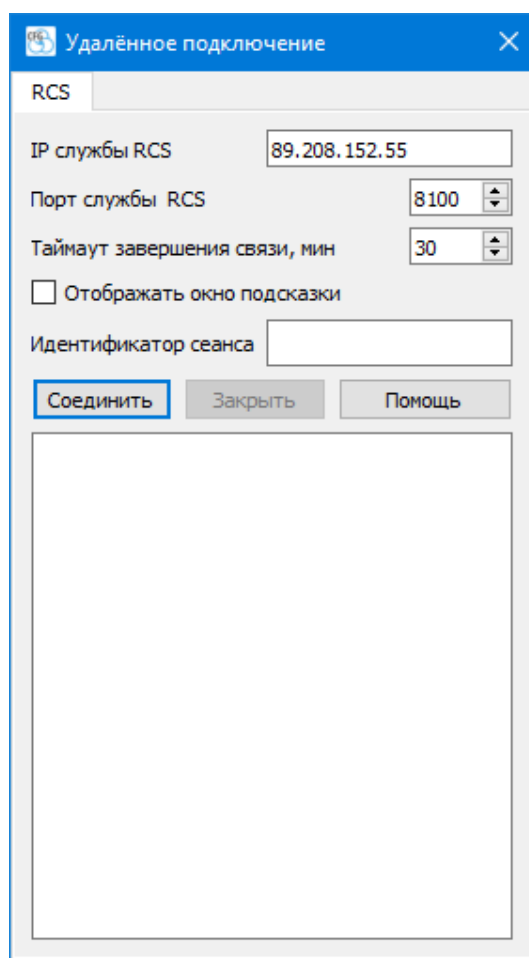 CFG
Удалённое подключение
RCS
IP службы RCS 89.208.152.55
Порт службы RCS 8100
Таймаут завершения связи, мин 30
Отображать окно подсказки
Идентификатор сеанса
Соединить Закрыть Помощь